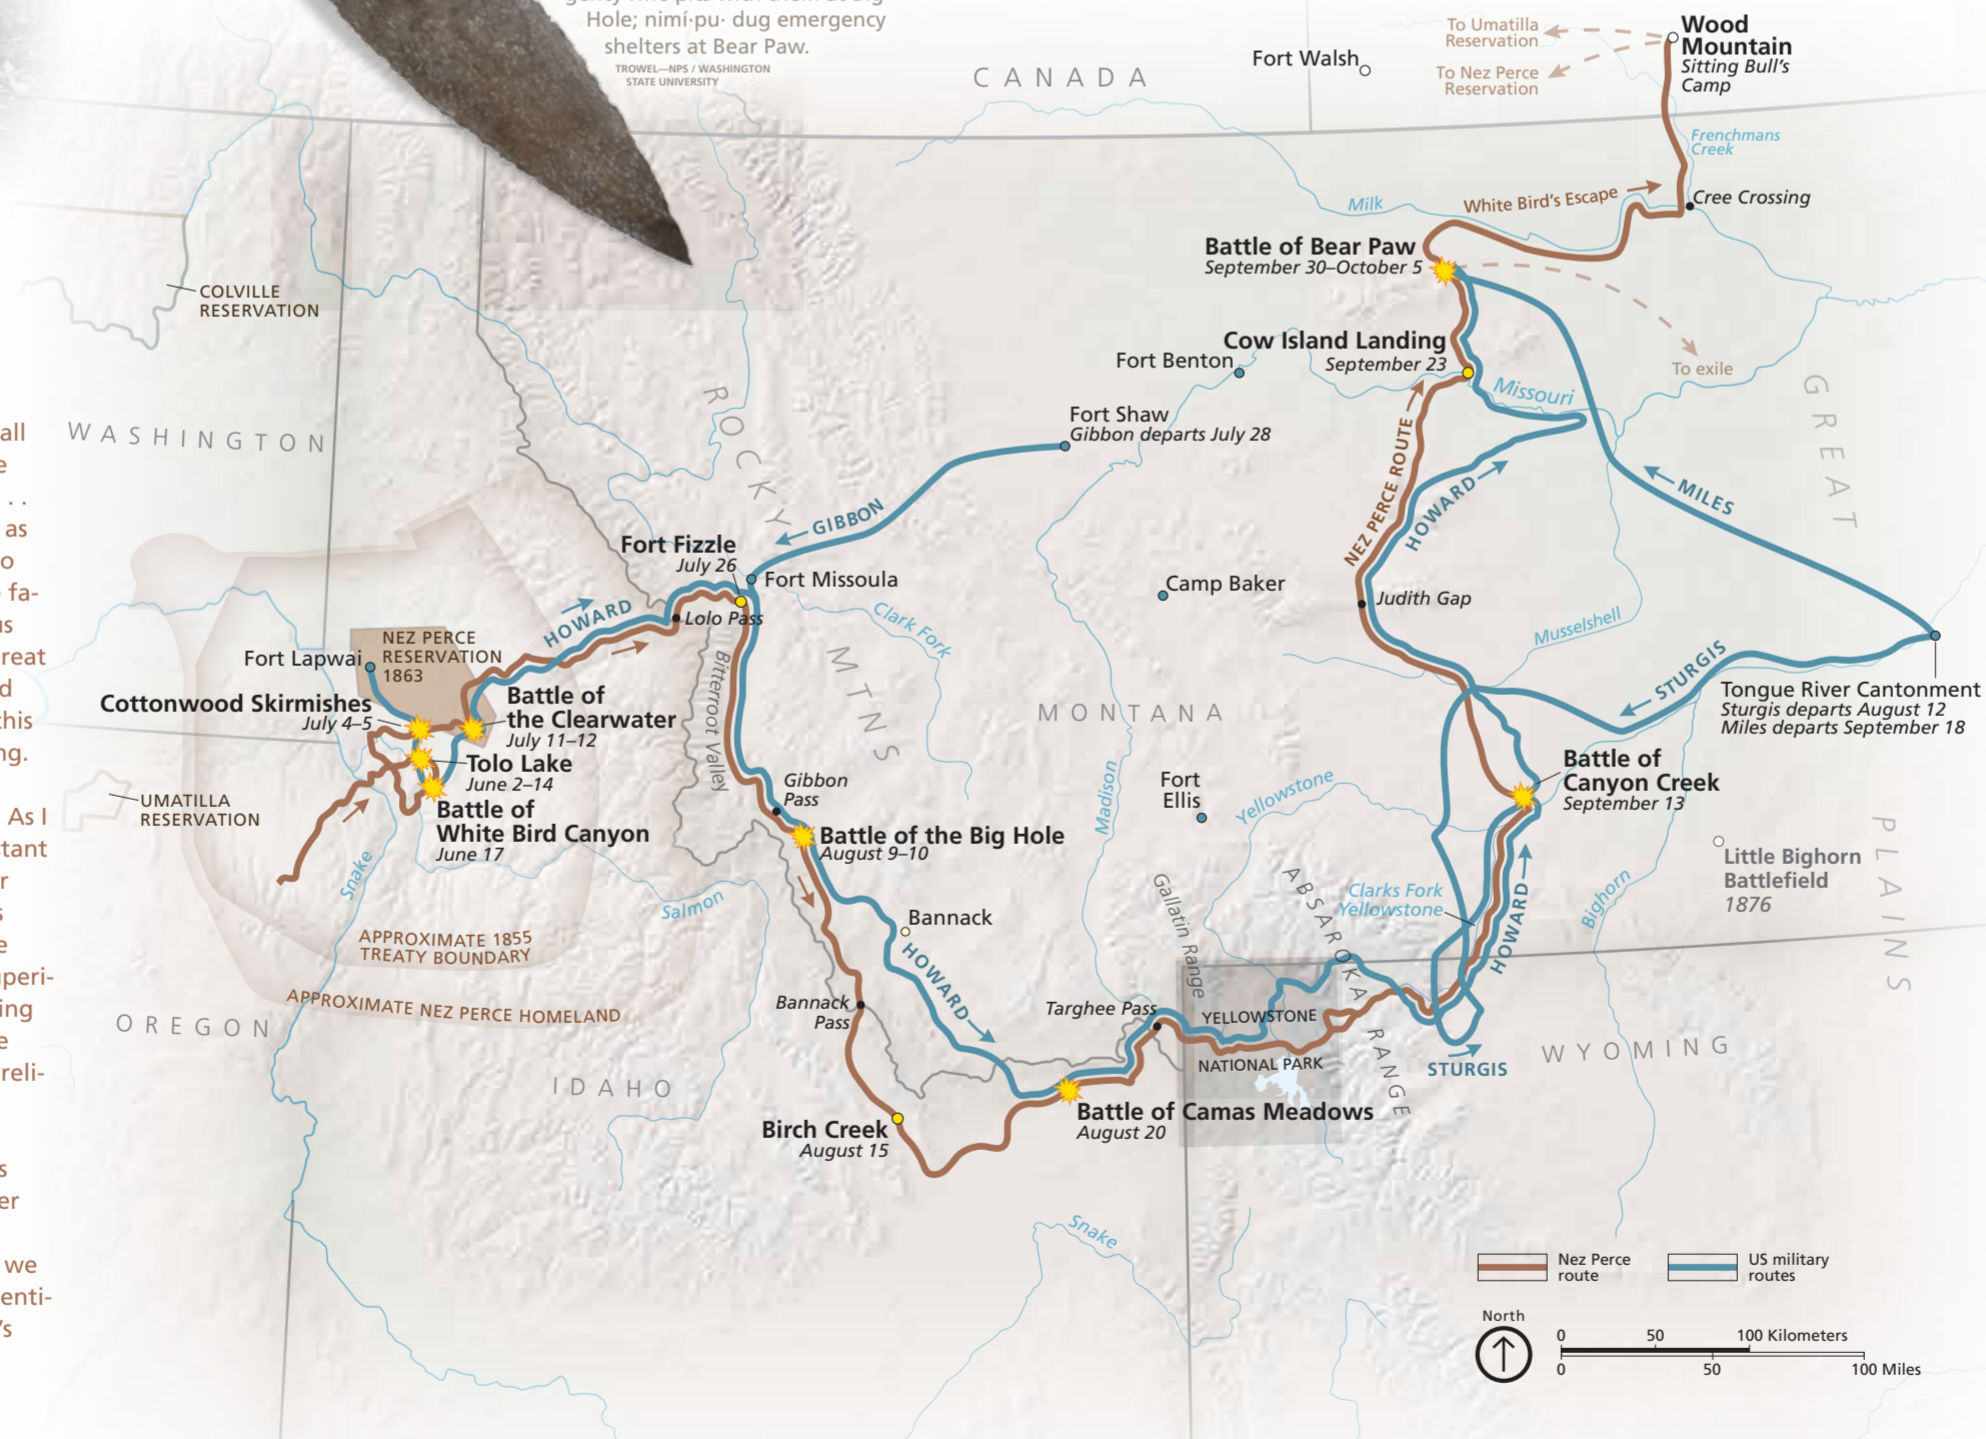 Hole; nimí·pu· dug emergency
shelters at Bear Paw.
TROWEL—NPS / WASHINGTON
STATE UNIVERSITY
CANADA
Fort Walsh
To Umatilla
Reservation
To Nez Perce
Reservation
Wood
Mountain
Sitting Bull's
Camp
Frenchmans
Creek
Milk
White Bird's Escape
Cree Crossing
Battle of Bear Paw
September 30–October 5
COLVILLE
RESERVATION
Cow Island Landing
September 23
Fort Benton
To exile
Missouri
GREAT
PLAINS
Fort Shaw
Gibbon departs July 28
WASHINGTON
ROCKY
MTNS
NEZ PERCE ROUTE
HOWARD
MILES
GIBBON
Fort Fizzle
July 26
Fort Missoula
Lolo Pass
Clark Fork
Camp Baker
Judith Gap
Musselshell
HOWARD
NEZ PERCE
RESERVATION
1863
Fort Lapwai
Cottonwood Skirmishes
July 4–5
Battle of
the Clearwater
July 11–12
Tolo Lake
June 2–14
Battle of
White Bird Canyon
June 17
Bitterroot Valley
MONTANA
STURGIS
Tongue River Cantonment
Sturgis departs August 12
Miles departs September 18
Battle of
Canyon Creek
September 13
UMATILLA
RESERVATION
Gibbon
Pass
Battle of the Big Hole
August 9–10
Fort
Ellis
Madison
Yellowstone
Little Bighorn
Battlefield
1876
Snake
Salmon
Bannack
Gallatin Range
ABSAROKA
RANGE
Clarks Fork
Yellowstone
HOWARD
Bighorn
APPROXIMATE 1855
TREATY BOUNDARY
APPROXIMATE NEZ PERCE HOMELAND
OREGON
HOWARD
Bannack
Pass
Targhee Pass
YELLOWSTONE
NATIONAL PARK
STURGIS
WYOMING
IDAHO
Battle of Camas Meadows
August 20
Birch Creek
August 15
Snake
Nez Perce
route
US military
routes
North
0 50 100 Kilometers
0 50 100 Miles
all
. .
as
fa-
reat
this
As I
ing
reli-
er
we
enti-
's